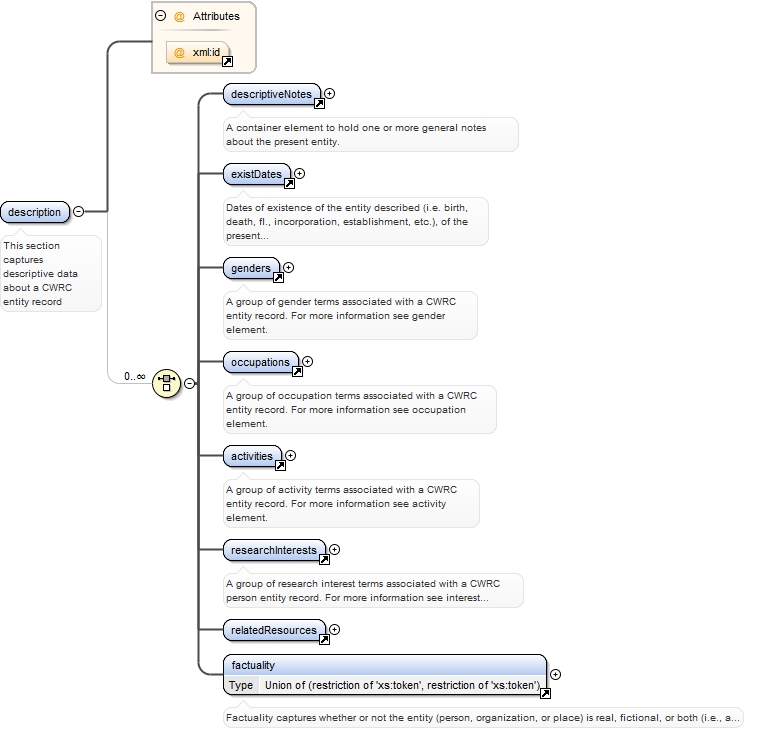 @ Attributes
@ xml:id
descriptiveNotes
A container element to hold one or more general notes
about the present entity.
existDates
Dates of existence of the entity described (i.e. birth,
death, fl., incorporation, establishment, etc.), of the
present...
description
This section
captures
descriptive data
about a CWRC
entity record
genders
A group of gender terms associated with a CWRC
entity record. For more information see gender
element.
0..∞
occupations
A group of occupation terms associated with a CWRC
entity record. For more information see occupation
element.
activities
A group of activity terms associated with a CWRC
entity record. For more information see activity
element.
researchInterests
A group of research interest terms associated with a CWRC
person entity record. For more information see interest...
relatedResources
factuality
Type Union of (restriction of 'xs:token', restriction of 'xs:token')
Factuality captures whether or not the entity (person, organization, or place) is real, fictional, or both (i.e., a...